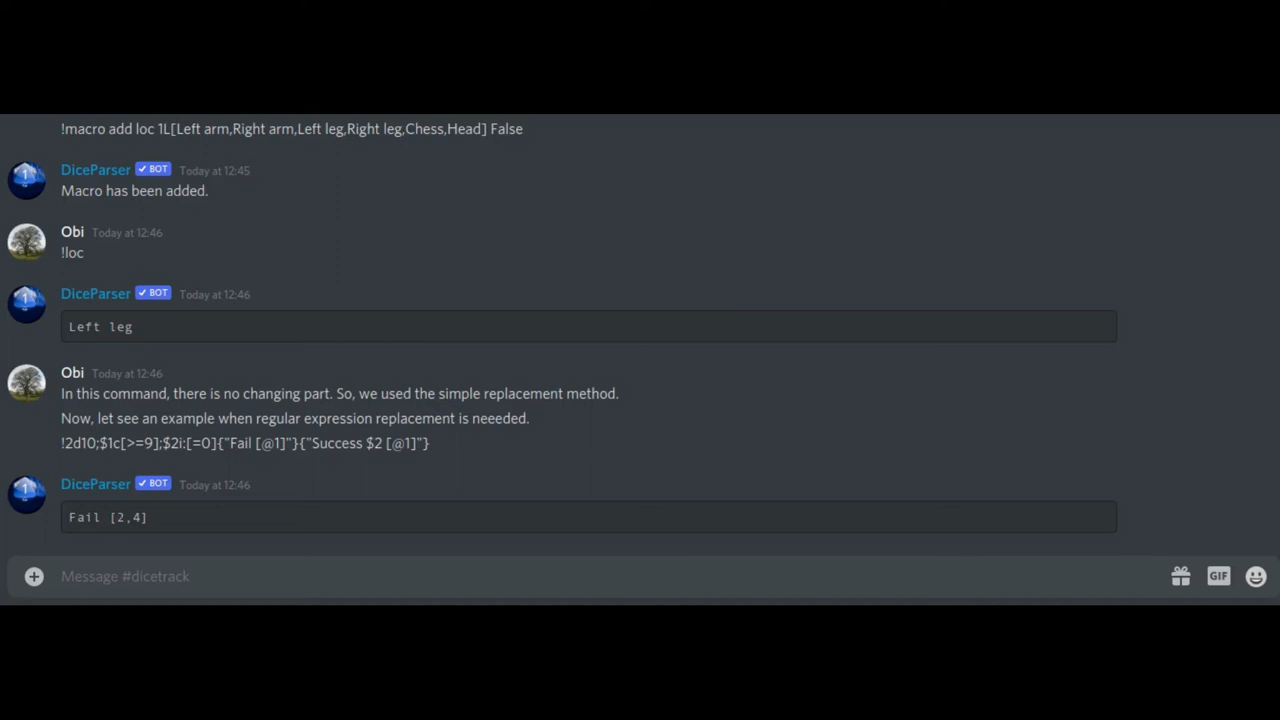 !macro add loc 1L[Left arm,Right arm,Left leg,Right leg,Chess,Head] False
DiceParser ✓ BOT Today at 12:45
Macro has been added.
Obi Today at 12:46
!loc
DiceParser ✓ BOT Today at 12:46
Left leg
Obi Today at 12:46
In this command, there is no changing part. So, we used the simple replacement method.
Now, let see an example when regular expression replacement is neeeded.
!2d10;$1c[>=9];$2i:[=0]{"Fail [@1]"}{"Success $2 [@1]"}
DiceParser ✓ BOT Today at 12:46
Fail [2,4]
Message #dicetrack
GIF